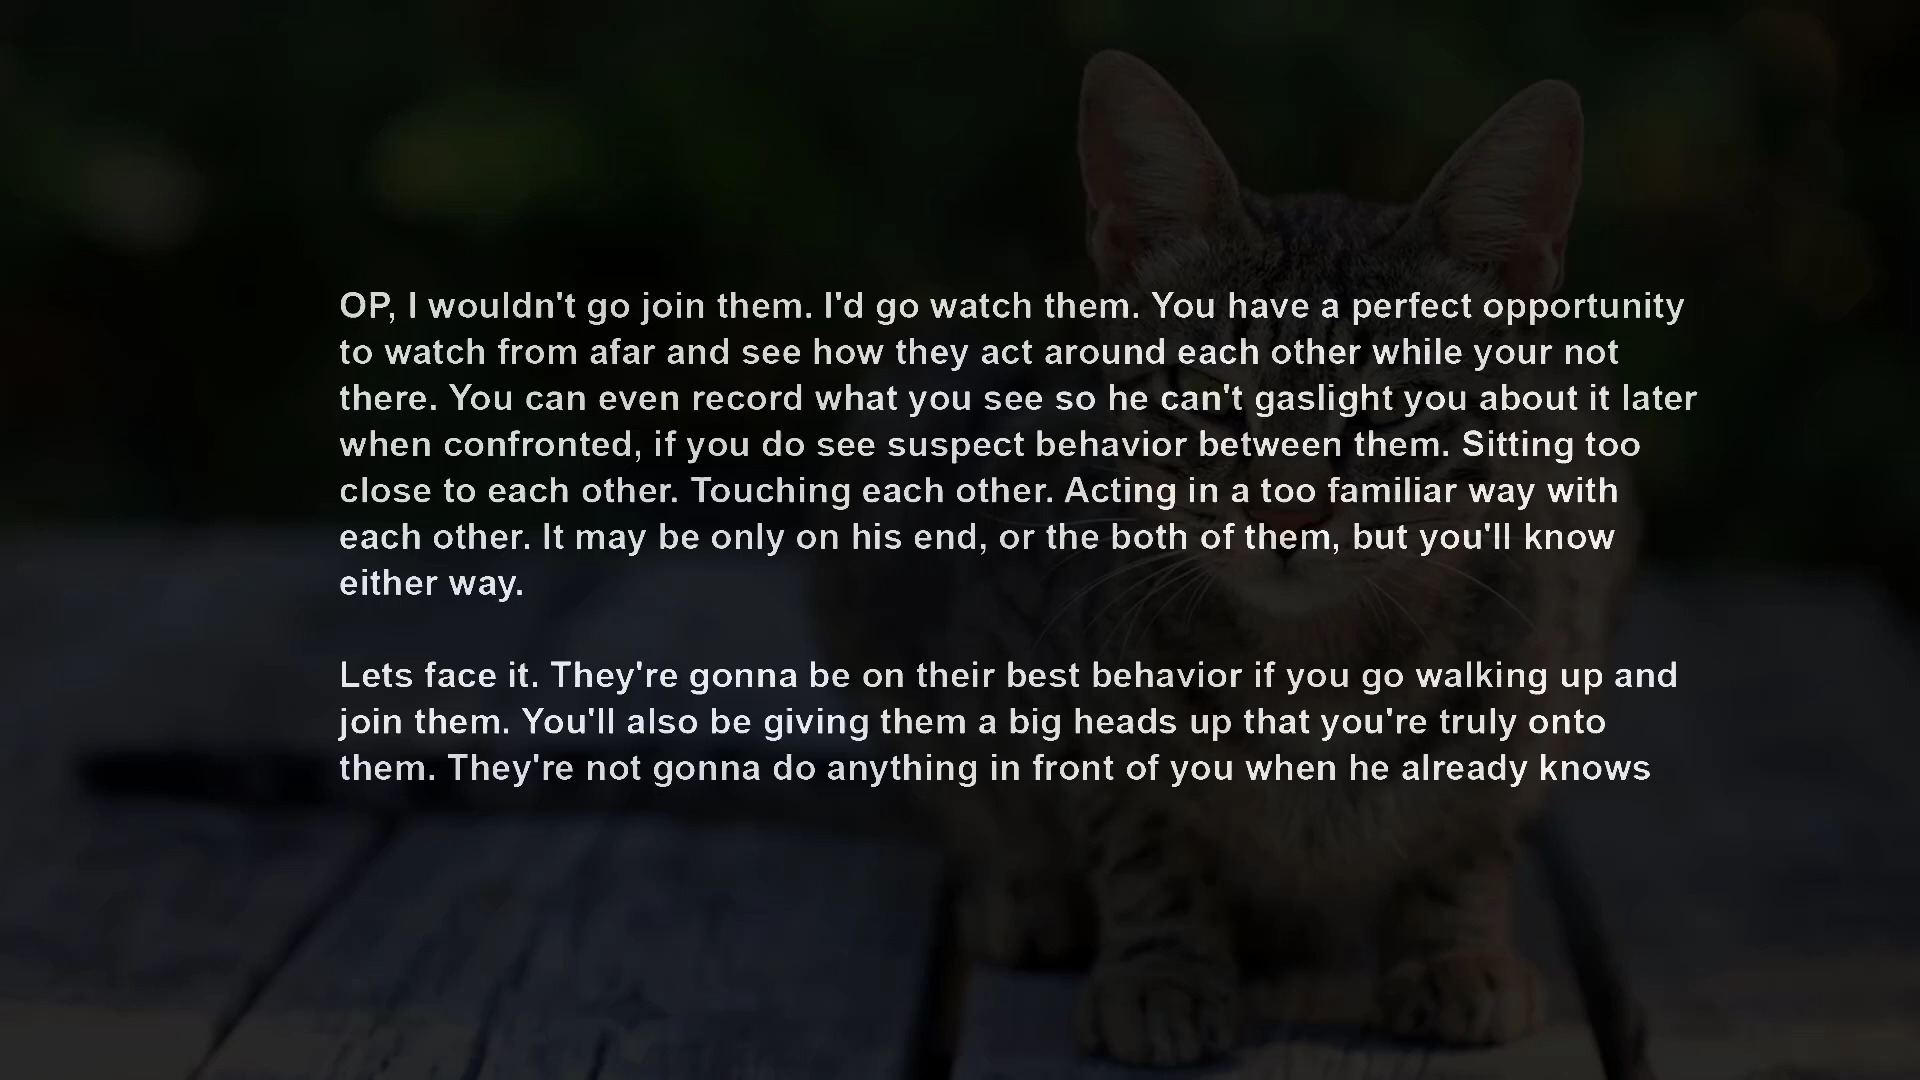 OP, I wouldn't go join them. I'd go watch them. You have a perfect opportunity
to watch from afar and see how they act around each other while your not
there. You can even record what you see so he can't gaslight you about it later
when confronted, if you do see suspect behavior between them. Sitting too
close to each other. Touching each other. Acting in a too familiar way with
each other. It may be only on his end, or the both of them, but you'll know
either way.
Lets face it. They're gonna be on their best behavior if you go walking up and
join them. You'll also be giving them a big heads up that you're truly onto
them. They're not gonna do anything in front of you when he already knows